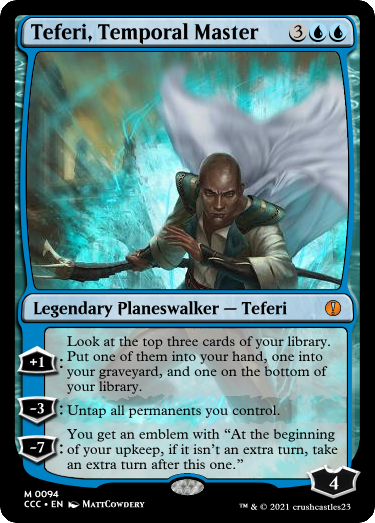 Teferi, Temporal Master 3
Legendary Planeswalker — Teferi
Look at the top three cards of your library.
+1: Put one of them into your hand, one into
your graveyard, and one on the bottom of
your library.
-3: Untap all permanents you control.
You get an emblem with “At the beginning
-7: of your upkeep, if it isn't an extra turn, take
an extra turn after this one.”
4
M 0094
CCC • EN MattCowdery
™ & © 2021 crushcastles23